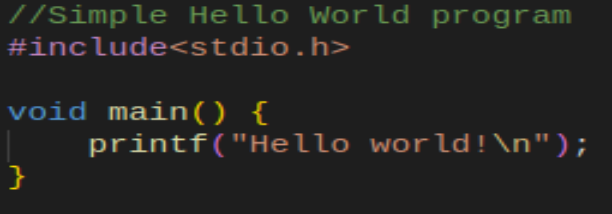 //Simple Hello World program
#include<stdio.h>
void main() {
printf("Hello world!\n");
}